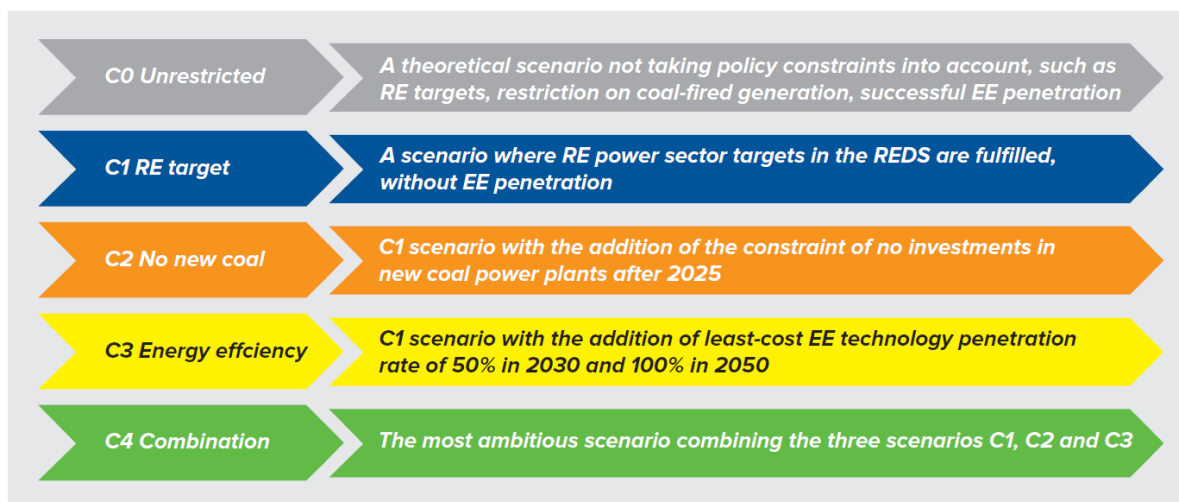 C0 Unrestricted
A theoretical scenario not taking policy constraints into account, such as
RE targets, restriction on coal-fired generation, successful EE penetration
C1 RE target
A scenario where RE power sector targets in the REDS are fulfilled,
without EE penetration
C2 No new coal
C1 scenario with the addition of the constraint of no investments in
new coal power plants after 2025
C3 Energy effciency
C1 scenario with the addition of least-cost EE technology penetration
rate of 50% in 2030 and 100% in 2050
C4 Combination
The most ambitious scenario combining the three scenarios C1, C2 and C3